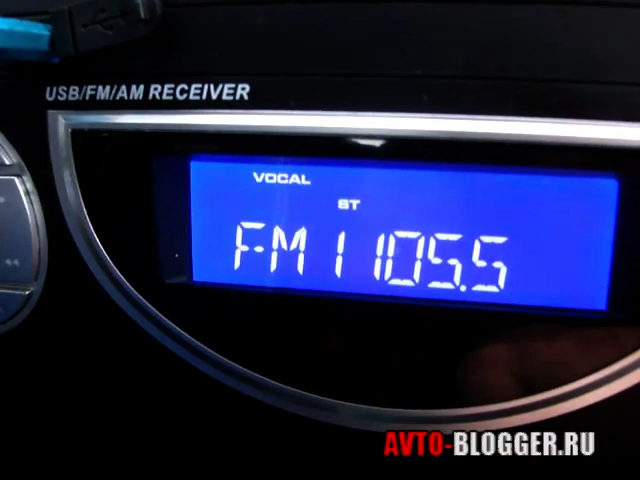 USB/FM/AM RECEIVER
VOCAL
ST
FM1 105.5
AVTO-BLOGGER.RU